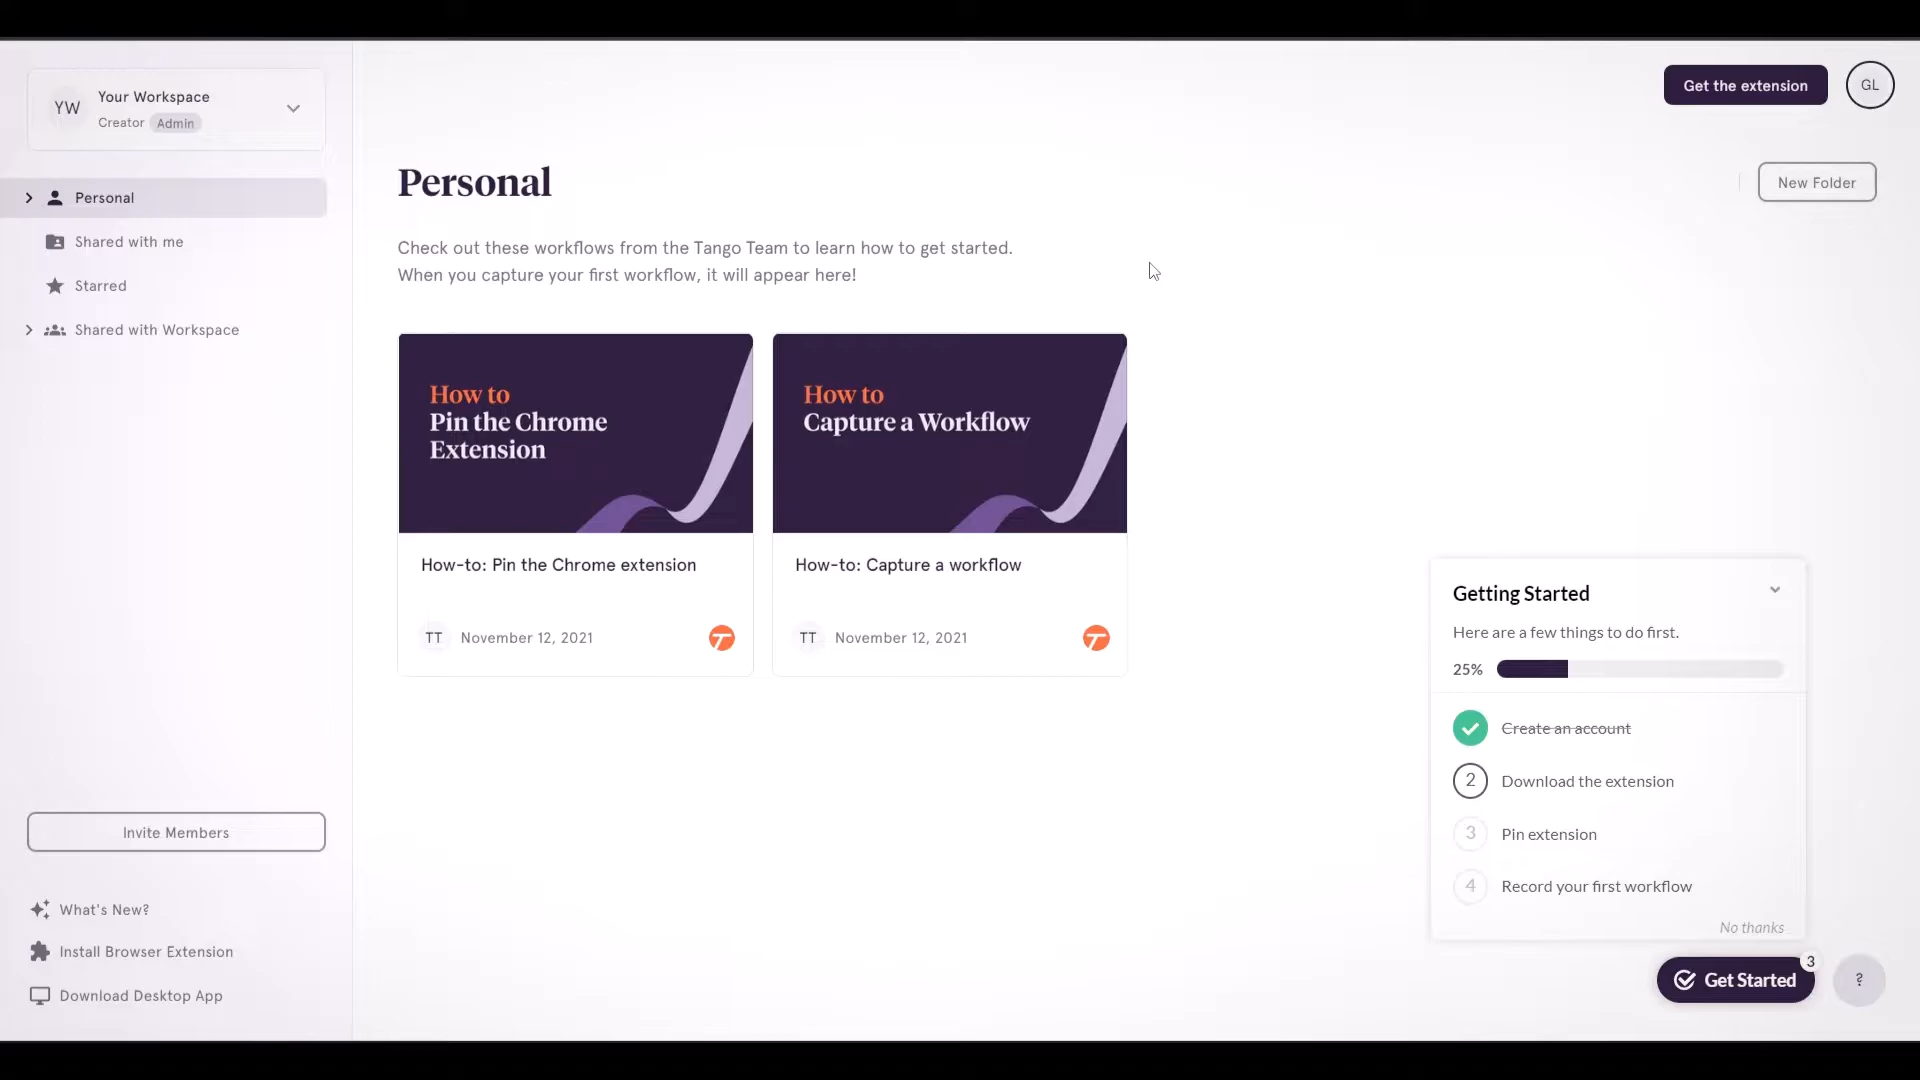 YW
Your Workspace
Creator Admin
Personal
Shared with me
Starred
Shared with Workspace
Invite Members
What's New?
Install Browser Extension
Download Desktop App
Get the extension
GL
Personal
New Folder
Check out these workflows from the Tango Team to learn how to get started.
When you capture your first workflow, it will appear here!
How to
Pin the Chrome
Extension
How-to: Pin the Chrome extension
TT November 12, 2021
How to
Capture a Workflow
How-to: Capture a workflow
TT November 12, 2021
Getting Started
Here are a few things to do first.
25%
Create an account
2 Download the extension
3 Pin extension
4 Record your first workflow
No thanks
Get Started
3
?